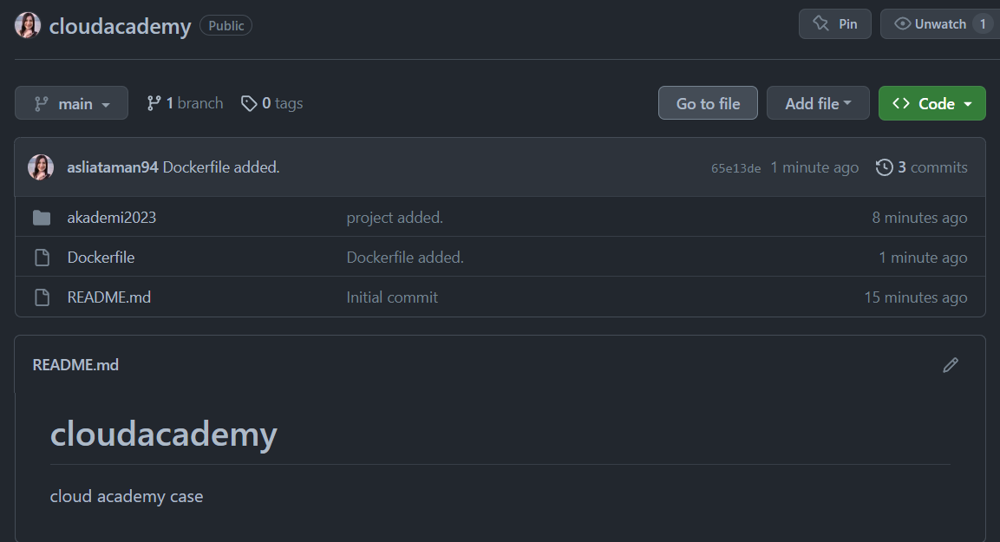 cloudacademy Public Pin Unwatch 1
main 1 branch 0 tags Go to file Add file Code
asliataman94 Dockerfile added. 65e13de 1 minute ago 3 commits
akademi2023 project added. 8 minutes ago
Dockerfile Dockerfile added. 1 minute ago
README.md Initial commit 15 minutes ago
README.md
cloudacademy
cloud academy case